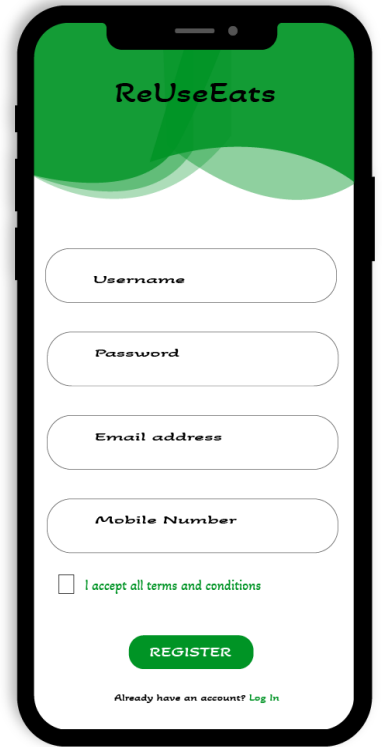 ReUseEats
Username
Password
Email address
Mobile Number
I accept all terms and conditions
REGISTER
Already have an account? Log In